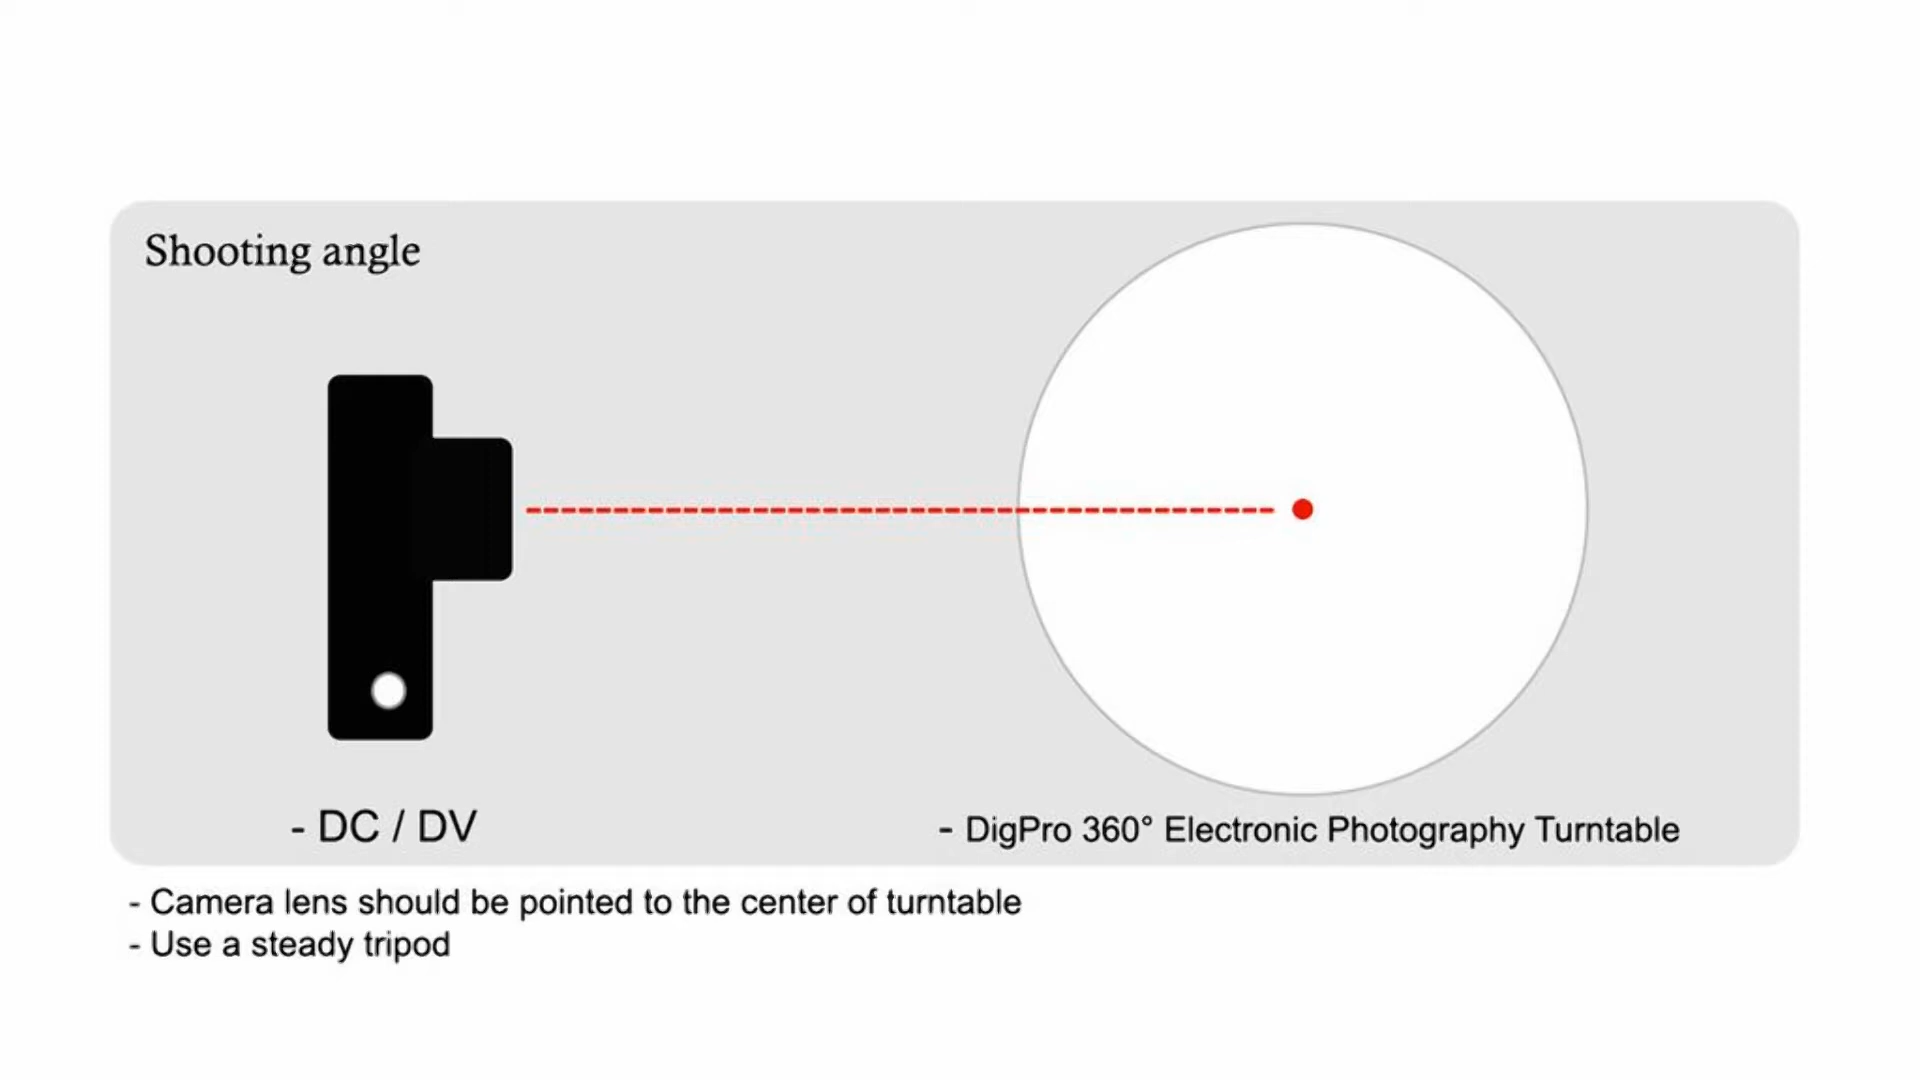 Shooting angle
- DC / DV
- DigPro 360° Electronic Photography Turntable
- Camera lens should be pointed to the center of turntable
- Use a steady tripod